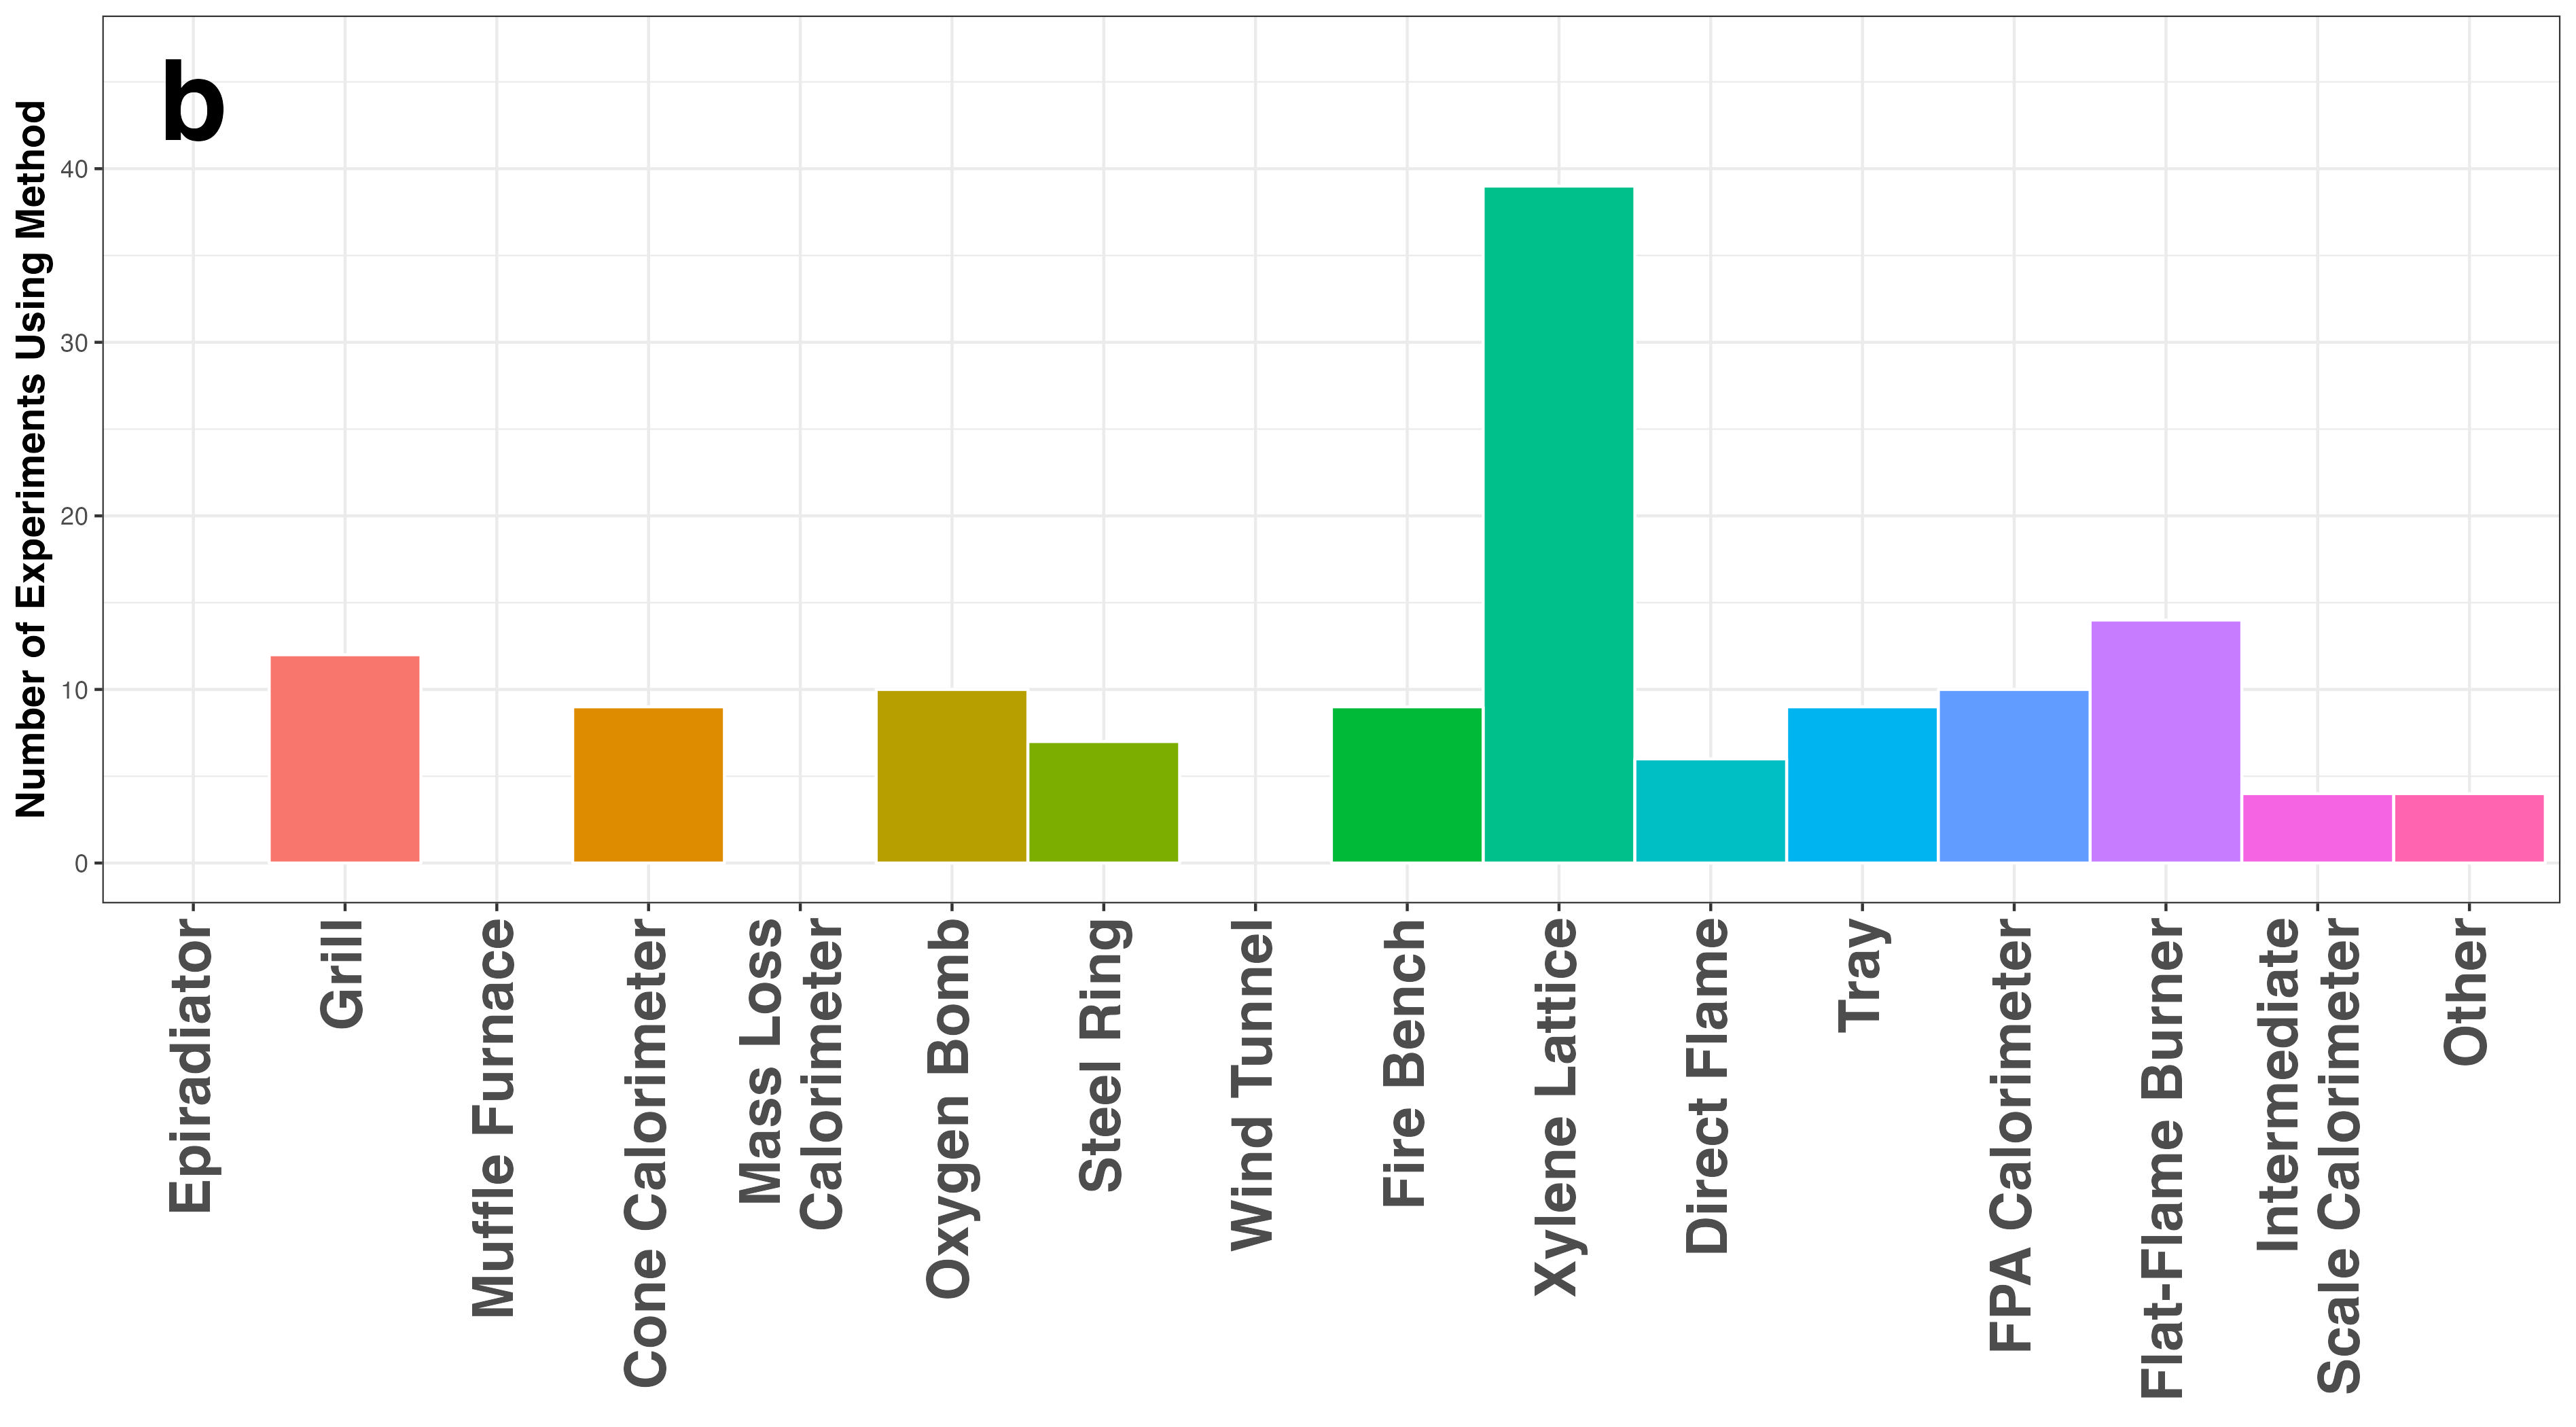 b
Number of Experiments Using Method
40
30
20
10
0
Epiradiator
Grill
Muffle Furnace
Cone Calorimeter
Mass Loss
Calorimeter
Oxygen Bomb
Steel Ring
Wind Tunnel
Fire Bench
Xylene Lattice
Direct Flame
Tray
FPA Calorimeter
Flat-Flame Burner
Intermediate
Scale Calorimeter
Other